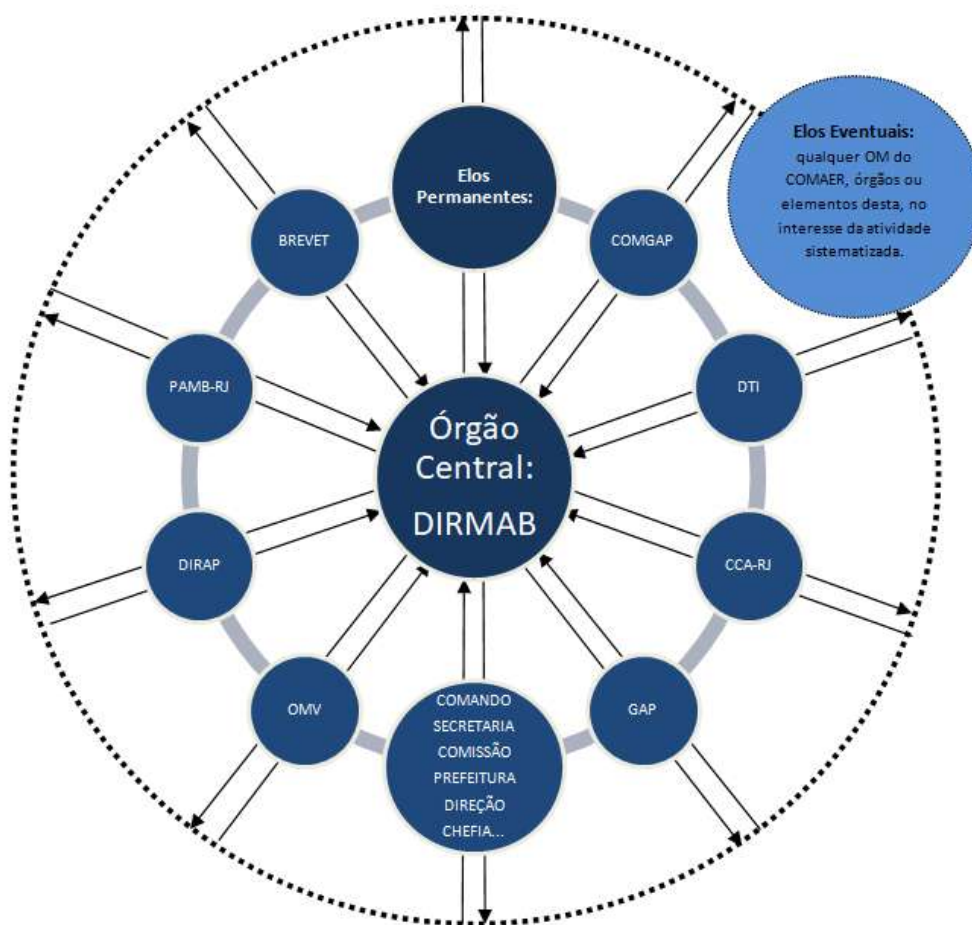 Elos Eventuais:
qualquer OM do
COMAER, órgãos ou
elementos desta, no
interesse da atividade
sistematizada.
Elos
Permanentes:
BREVET
COMGAP
PAMB-RJ
DTI
Órgão
Central:
DIRMAB
DIRAP
CCA-RJ
OMV
GAP
COMANDO
SECRETARIA
COMISSÃO
PREFEITURA
DIREÇÃO
CHEFIA...